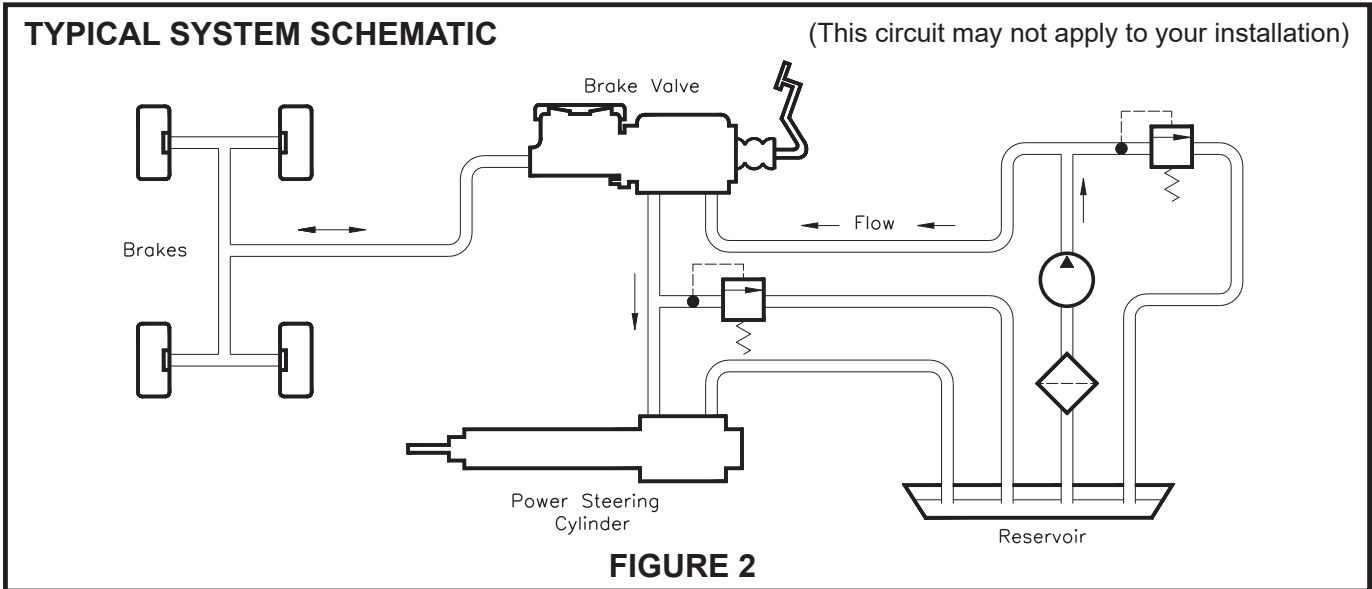 TYPICAL SYSTEM SCHEMATIC
(This circuit may not apply to your installation)
Brake Valve
Flow
Brakes
Power Steering
Cylinder
Reservoir
FIGURE 2